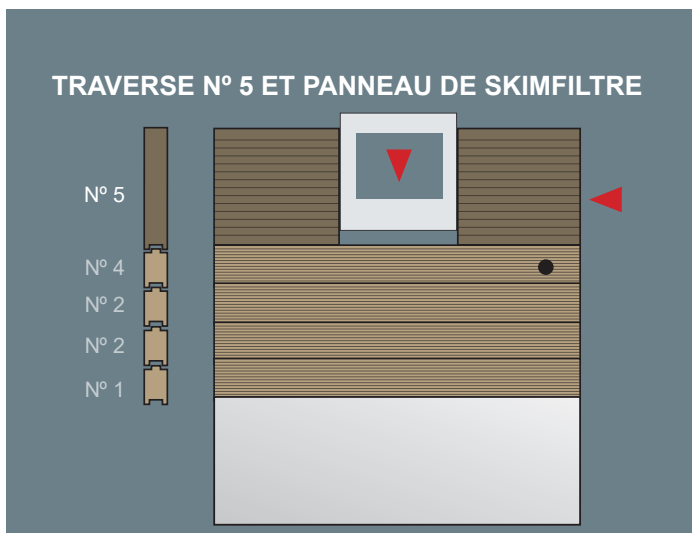 TRAVERSE Nº 5 ET PANNEAU DE SKIMFILTRE
Nº 5
Nº 4
Nº 2
Nº 2
Nº 1